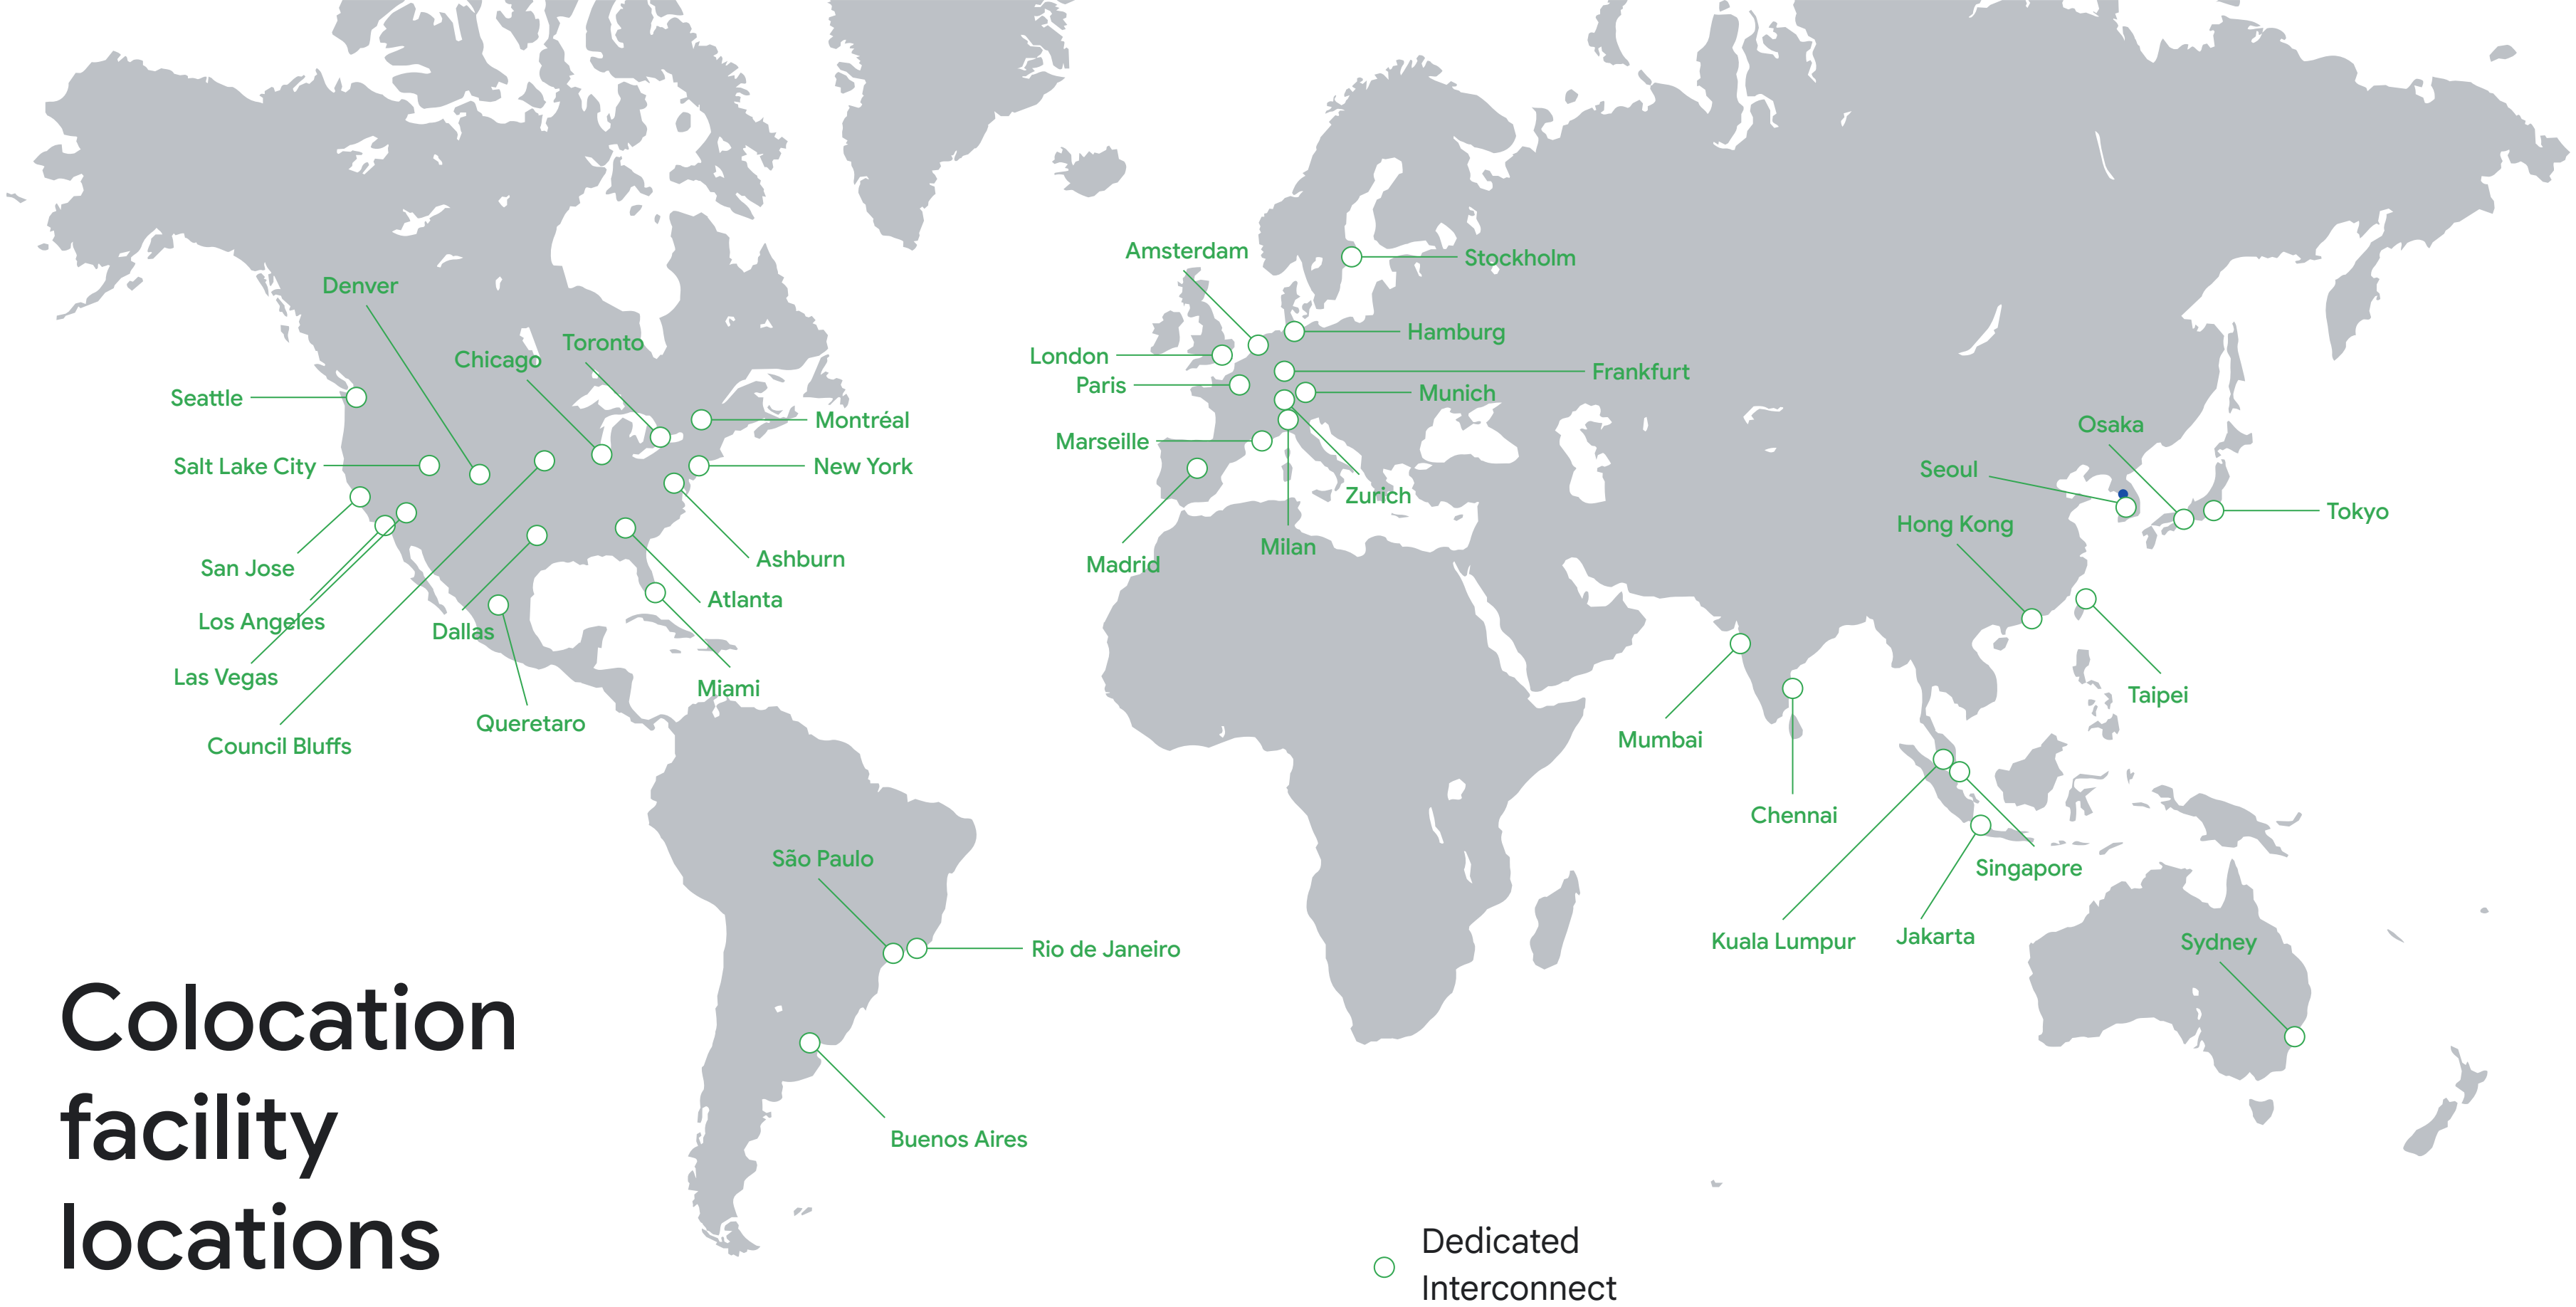 Amsterdam
Stockholm
Denver
Hamburg
Toronto
Chicago
London
Frankfurt
Paris
Munich
Seattle
Montréal
Osaka
Marseille
Salt Lake City
New York
Seoul
Zurich
Tokyo
Hong Kong
Milan
Ashburn
Madrid
San Jose
Atlanta
Los Angeles
Dallas
Las Vegas
Miami
Taipei
Queretaro
Mumbai
Council Bluffs
Chennai
São Paulo
Singapore
Jakarta
Kuala Lumpur
Sydney
Rio de Janeiro
Buenos Aires
Colocation
facility
locations
Dedicated
Interconnect